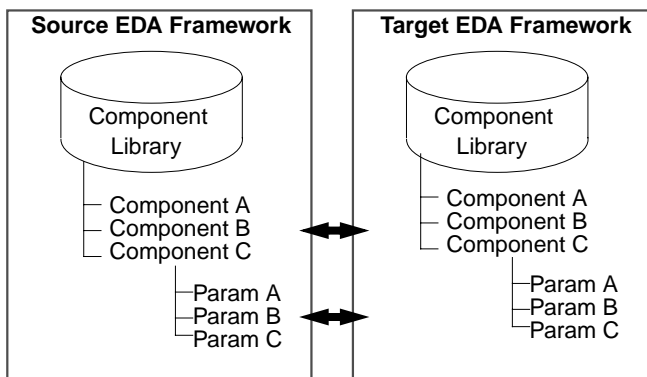 Source EDA Framework
Component
Library
Component A
Component B
Component C
Param A
Param B
Param C
Target EDA Framework
Component
Library
Component A
Component B
Component C
Param A
Param B
Param C